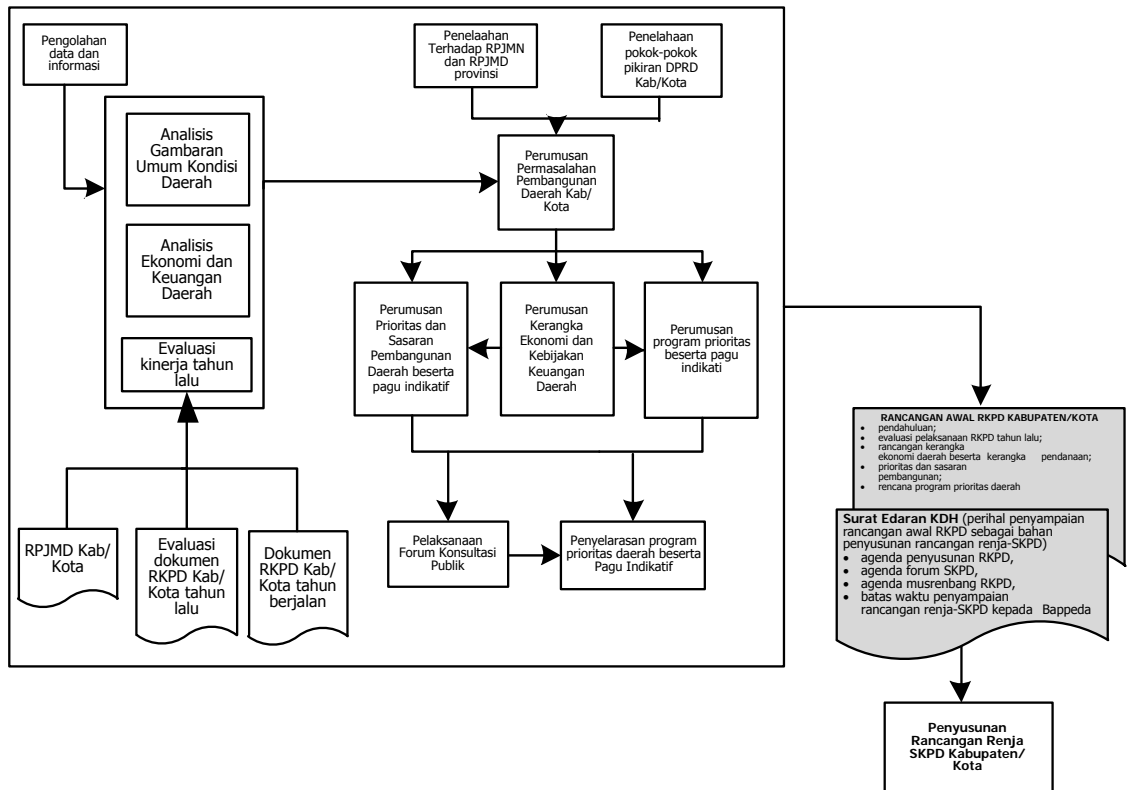 Pengolahan
data dan
informasi
Penelaahan
Terhadap RPJMN
dan RPJMD
provinsi
Penelahaan
pokok-pokok
pikiran DPRD
Kab/Kota
Analisis
Gambaran
Umum Kondisi
Daerah
Analisis
Ekonomi dan
Keuangan
Daerah
Evaluasi
kinerja tahun
lalu
Perumusan
Permasalahan
Pembangunan
Daerah Kab/
Kota
Perumusan
Prioritas dan
Sasaran
Pembangunan
Daerah beserta
pagu indikatif
Perumusan
Kerangka
Ekonomi dan
Kebijakan
Keuangan
Daerah
Perumusan
program prioritas
beserta pagu
indikati
RPJMD Kab/
Kota
Evaluasi
dokumen
RKPD Kab/
Kota tahun
lalu
Dokumen
RKPD Kab/
Kota tahun
berjalan
Pelaksanaan
Forum Konsultasi
Publik
Penyelarasan program
prioritas daerah beserta
Pagu Indikatif
RANCANGAN AWAL RKPD KABUPATEN/KOTA
• pendahuluan;
• evaluasi pelaksanaan RKPD tahun lalu;
• rancangan kerangka
ekonomi daerah beserta kerangka pendanaan;
• prioritas dan sasaran
pembangunan;
• rencana program prioritas daerah
Surat Edaran KDH (perihal penyampaian
rancangan awal RKPD sebagai bahan
penyusunan rancangan renja-SKPD)
• agenda penyusunan RKPD,
• agenda forum SKPD,
• agenda musrenbang RKPD,
• batas waktu penyampaian
rancangan renja-SKPD kepada Bappeda
Penyusunan
Rancangan Renja
SKPD Kabupaten/
Kota